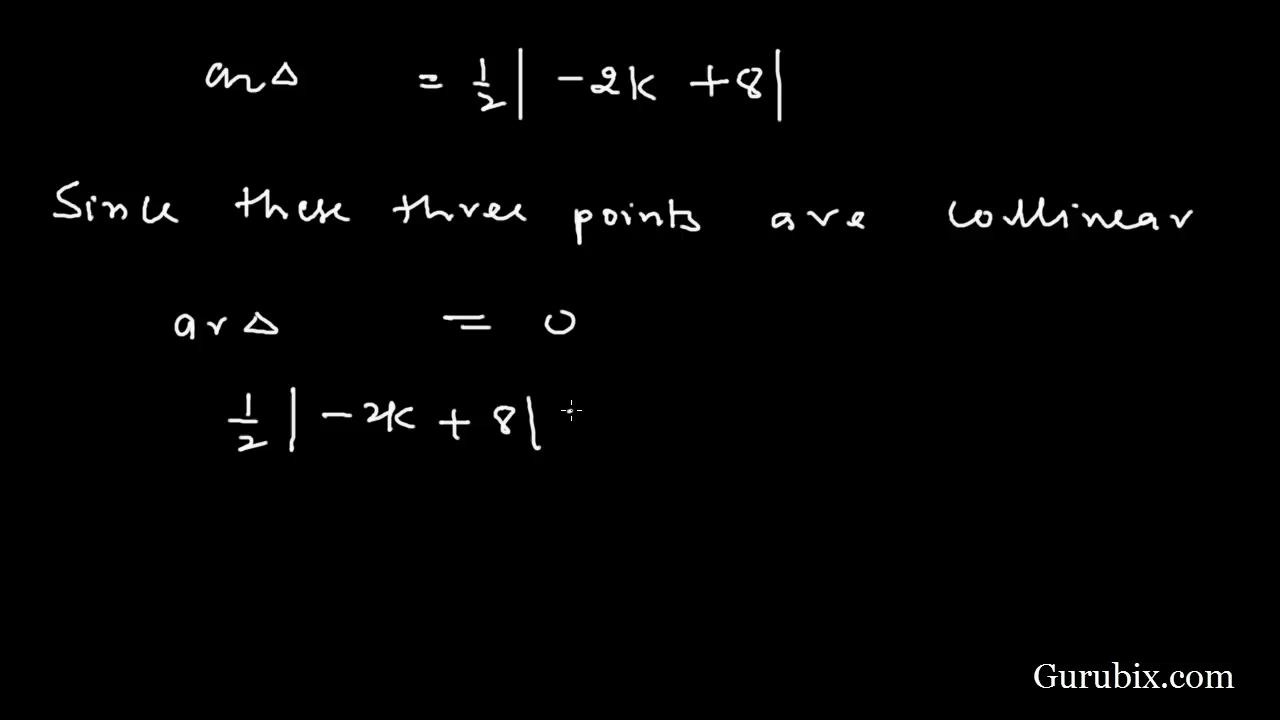 ar Δ = 1/2 | -2k + 8 |
Since these three points are collinear
ar Δ = 0
1/2 | -2k + 8 |
Gurubix.com